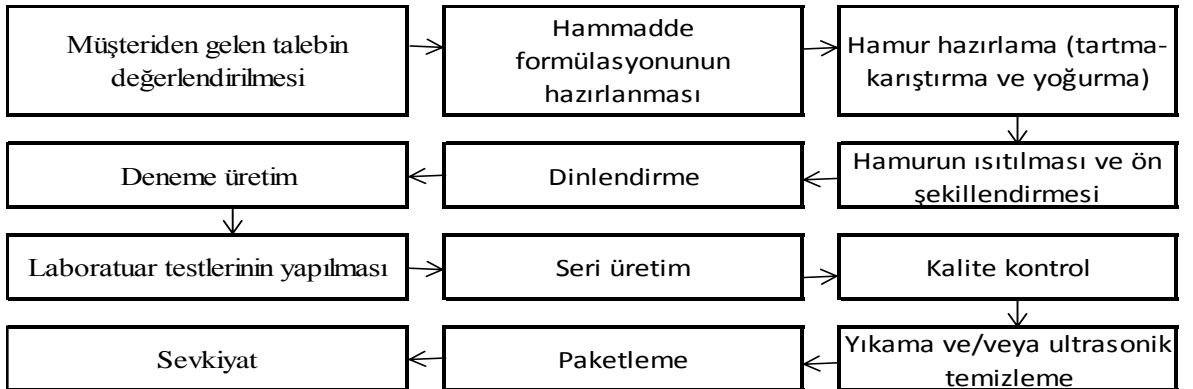 Müşteriden gelen talebin
değerlendirilmesi
Hammadde
formülasyonunun
hazırlanması
Hamur hazırlama (tartma-
karıştırma ve yoğurma)
Hamurun ısıtılması ve ön
şekillendirmesi
Dinlendirme
Deneme üretim
Laboratuar testlerinin yapılması
Seri üretim
Kalite kontrol
Yıkama ve/veya ultrasonik
temizleme
Paketleme
Sevkiyat